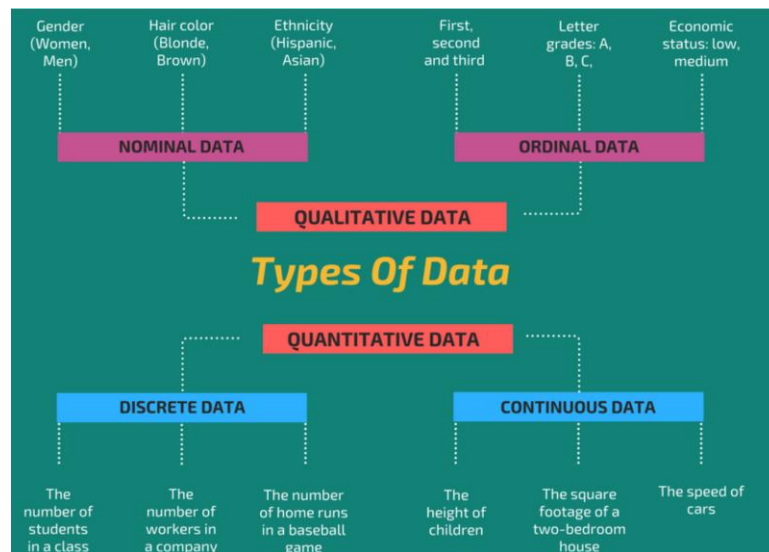 Gender
(Women,
Men)
Hair color
(Blonde,
Brown)
Ethnicity
(Hispanic,
Asian)
First,
second
and third
Letter
grades: A,
B, C,
Economic
status: low,
medium
NOMINAL DATA
ORDINAL DATA
QUALITATIVE DATA
Types Of Data
QUANTITATIVE DATA
DISCRETE DATA
CONTINUOUS DATA
The
number of
students
in a class
The
number of
workers in
a company
The number
of home runs
in a baseball
game
The
height of
children
The square
footage of a
two-bedroom
house
The speed of
cars